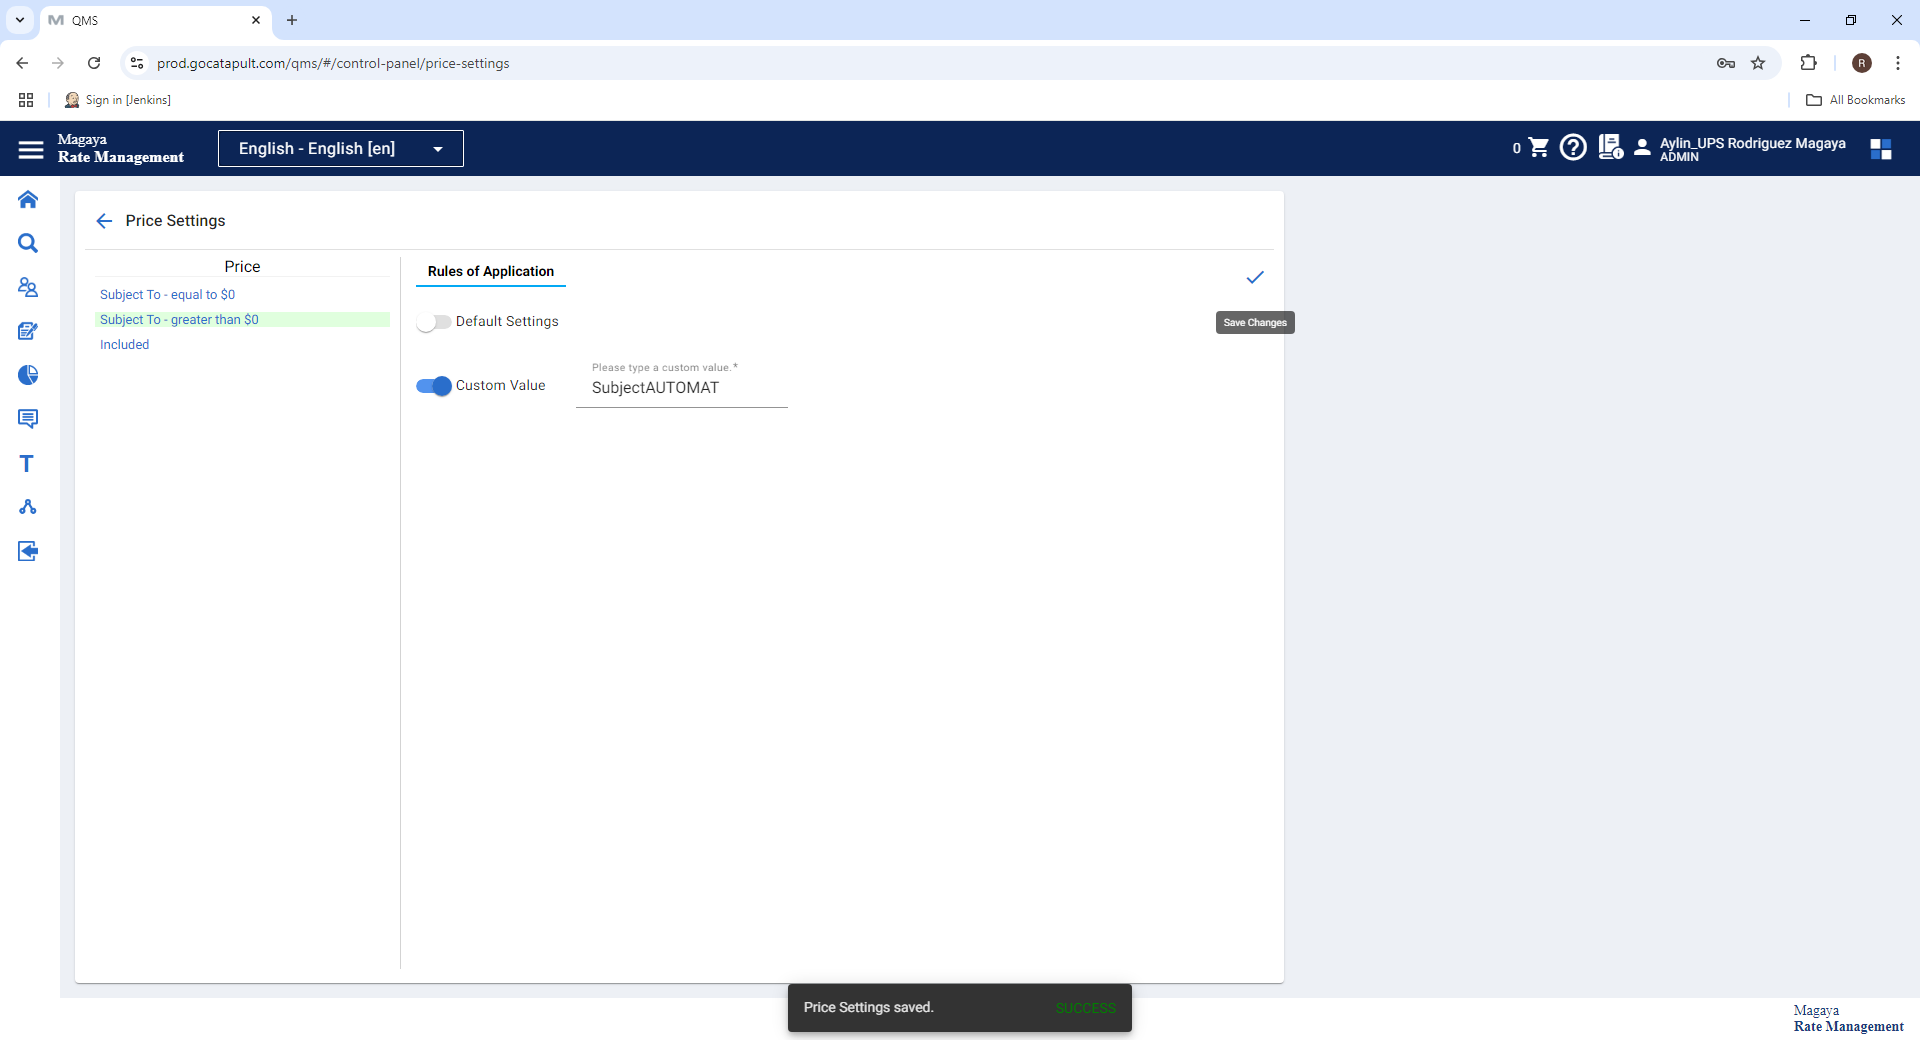 QMS
prod.gocatapult.com/qms/#/control-panel/price-settings
R
Sign in [Jenkins]
All Bookmarks
Magaya
Rate Management
English - English [en]
0
Aylin_UPS Rodriguez Magaya
ADMIN
Price Settings
Price
Subject To - equal to $0
Subject To - greater than $0
Included
Rules of Application
Default Settings
Save Changes
Custom Value
Please type a custom value.*
SubjectAUTOMAT
Price Settings saved.
SUCCESS
Magaya
Rate Management